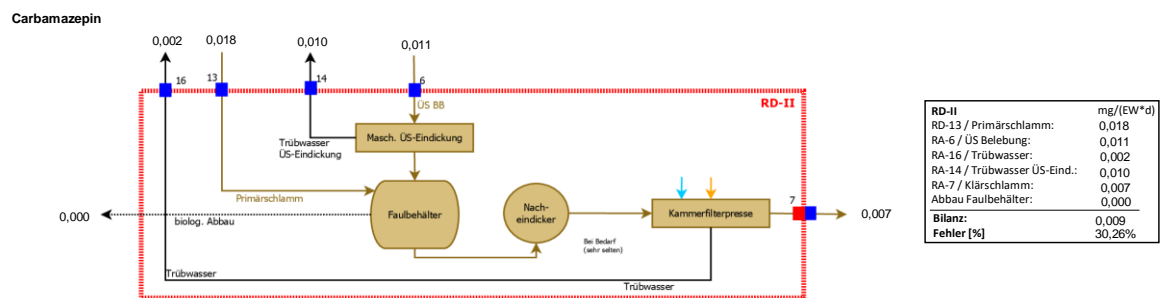 Carbamazepin
0,002
0,018
0,010
0,011
16
13
14
6
RD-II
ÜS BB
Masch. ÜS-Eindickung
Trübwasser
ÜS-Eindickung
Primärschlamm
0,000
biolog. Abbau
Faulbehälter
Nach-
eindicker
Kammerfilterpresse
7
0,007
Bei Bedarf
(sehr selten)
Trübwasser
Trübwasser
RD-II mg/(EW*d)
RD-13 / Primärschlamm: 0,018
RA-6 / ÜS Belebung: 0,011
RA-16 / Trübwasser: 0,002
RA-14 / Trübwasser ÜS-Eind.: 0,010
RA-7 / Klärschlamm: 0,007
Abbau Faulbehälter: 0,000
Bilanz: 0,009
Fehler [%] 30,26%